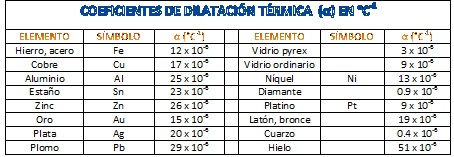 COEFICIENTES DE DILATACIÓN TÉRMICA (α) EN °C⁻¹
ELEMENTO SÍMBOLO α (°C⁻¹) ELEMENTO SÍMBOLO α (°C⁻¹)
Hierro, acero Fe 12 x 10⁻⁶ Vidrio pyrex 3 x 10⁻⁶
Cobre Cu 17 x 10⁻⁶ Vidrio ordinario 9 x 10⁻⁶
Aluminio Al 25 x 10⁻⁶ Níquel Ni 13 x 10⁻⁶
Estaño Sn 23 x 10⁻⁶ Diamante 0.9 x 10⁻⁶
Zinc Zn 26 x 10⁻⁶ Platino Pt 9 x 10⁻⁶
Oro Au 15 x 10⁻⁶ Latón, bronce 19 x 10⁻⁶
Plata Ag 20 x 10⁻⁶ Cuarzo 0.4 x 10⁻⁶
Plomo Pb 29 x 10⁻⁶ Hielo 51 x 10⁻⁶